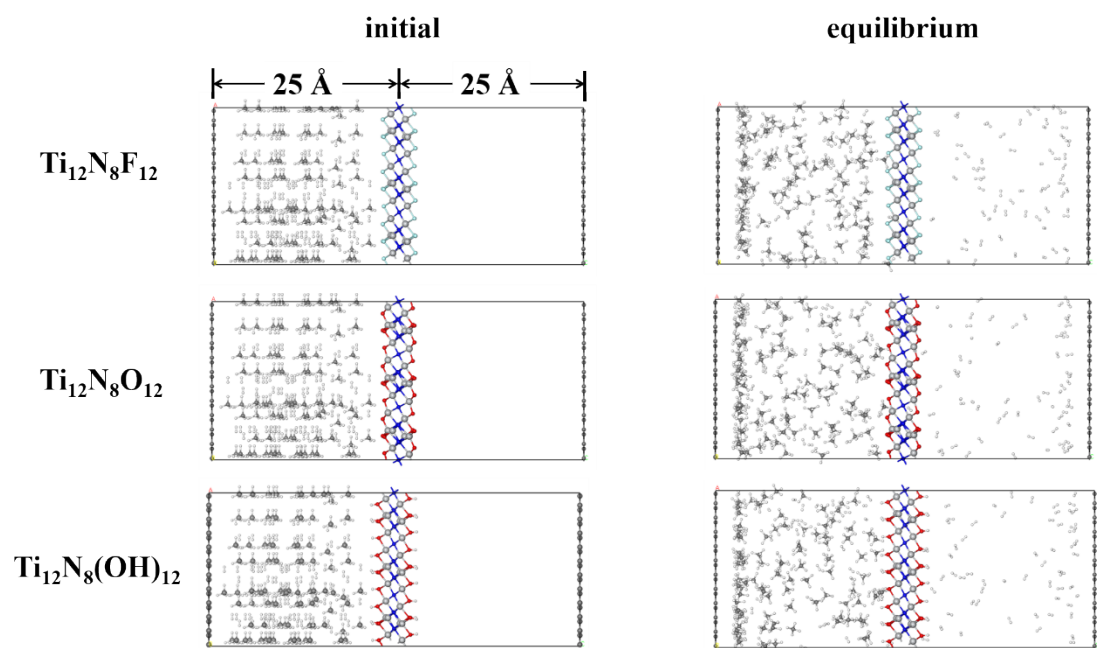 initial
equilibrium
25 Å
25 Å
Ti₁₂N₈F₁₂
Ti₁₂N₈O₁₂
Ti₁₂N₈(OH)₁₂